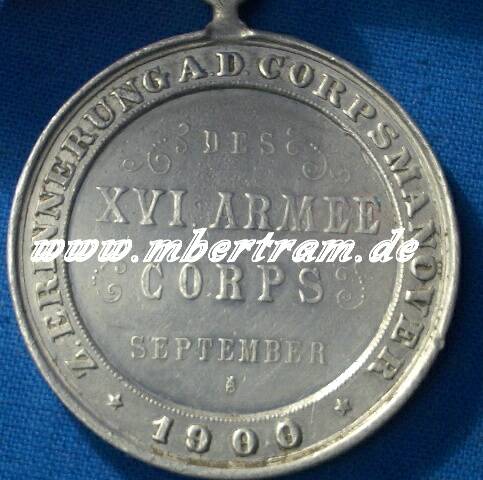 Z. ERINNERUNG A.D. CORPSMANÖVER
DES
XVI. ARMEE
www.mbertram.de
CORPS
SEPTEMBER
1900